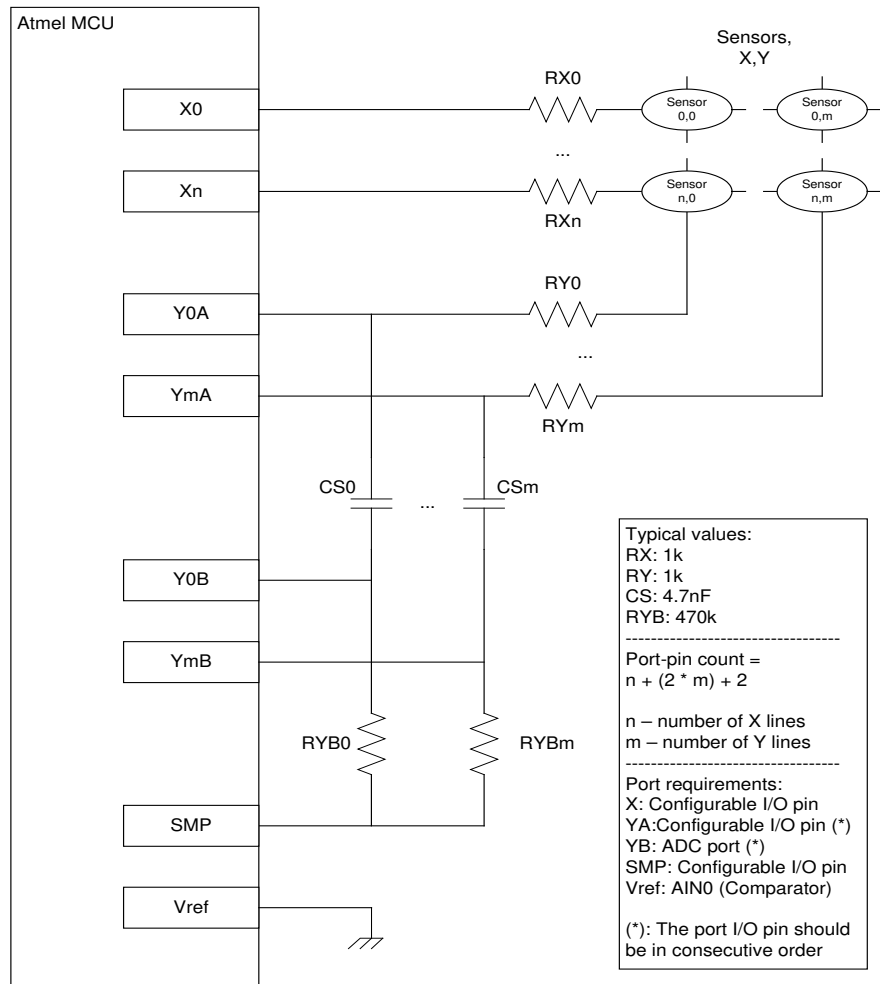 Atmel MCU
Sensors,
X,Y
RX0
X0
Sensor
0,0
Sensor
0,m
...
Xn
Sensor
n,0
Sensor
n,m
RXn
RY0
Y0A
...
YmA
RYm
CS0
...
CSm
Y0B
YmB
RYB0
RYBm
SMP
Vref
Typical values:
RX: 1k
RY: 1k
CS: 4.7nF
RYB: 470k
----------------------------------
Port-pin count =
n + (2 * m) + 2
n – number of X lines
m – number of Y lines
----------------------------------
Port requirements:
X: Configurable I/O pin
YA:Configurable I/O pin (*)
YB: ADC port (*)
SMP: Configurable I/O pin
Vref: AIN0 (Comparator)
(*): The port I/O pin should
be in consecutive order